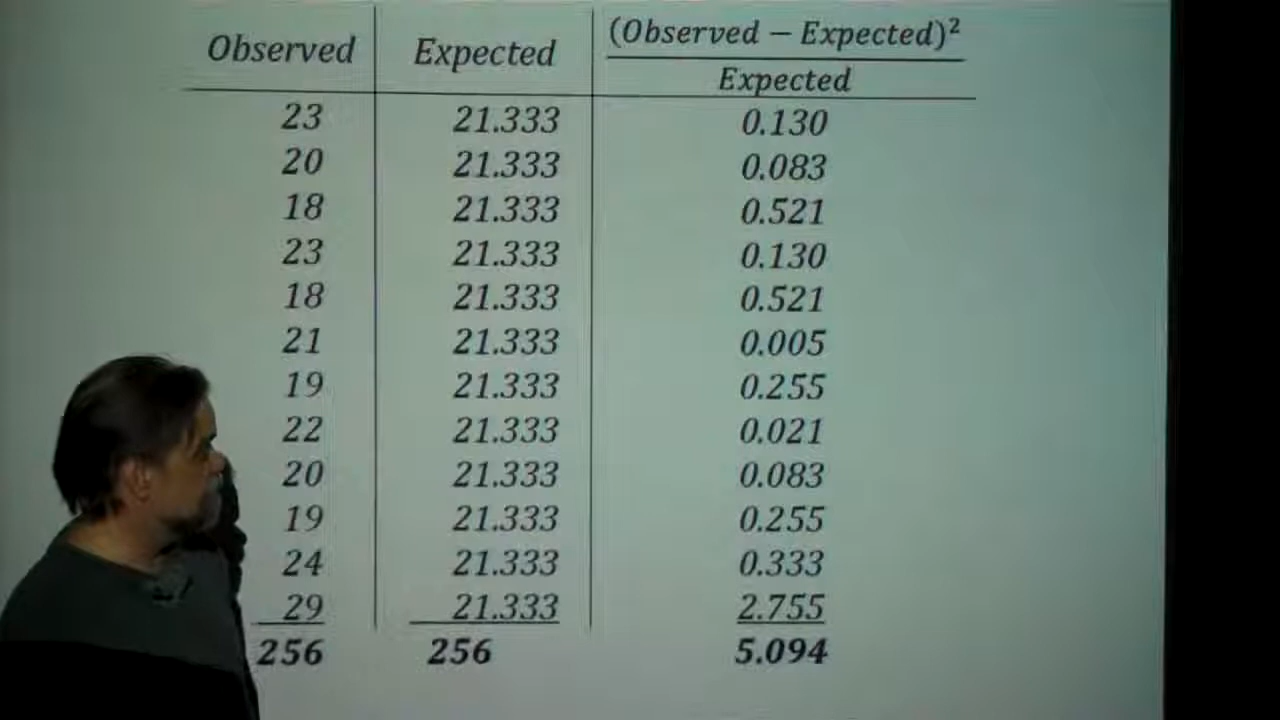 Observed Expected (Observed − Expected)²
Expected
23 21.333 0.130
20 21.333 0.083
18 21.333 0.521
23 21.333 0.130
18 21.333 0.521
21 21.333 0.005
19 21.333 0.255
22 21.333 0.021
20 21.333 0.083
19 21.333 0.255
24 21.333 0.333
29 21.333 2.755
256 256 5.094